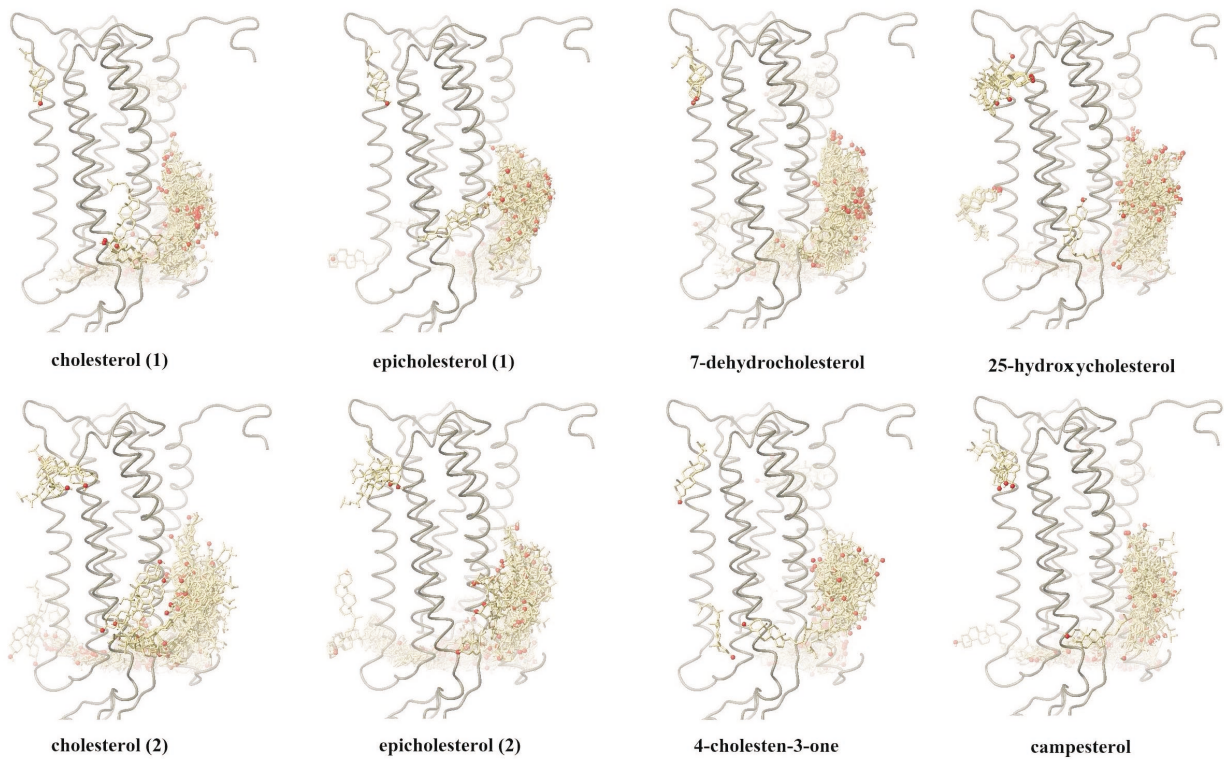 cholesterol (1)
epicholesterol (1)
7-dehydrocholesterol
25-hydroxycholesterol
cholesterol (2)
epicholesterol (2)
4-cholesten-3-one
campesterol